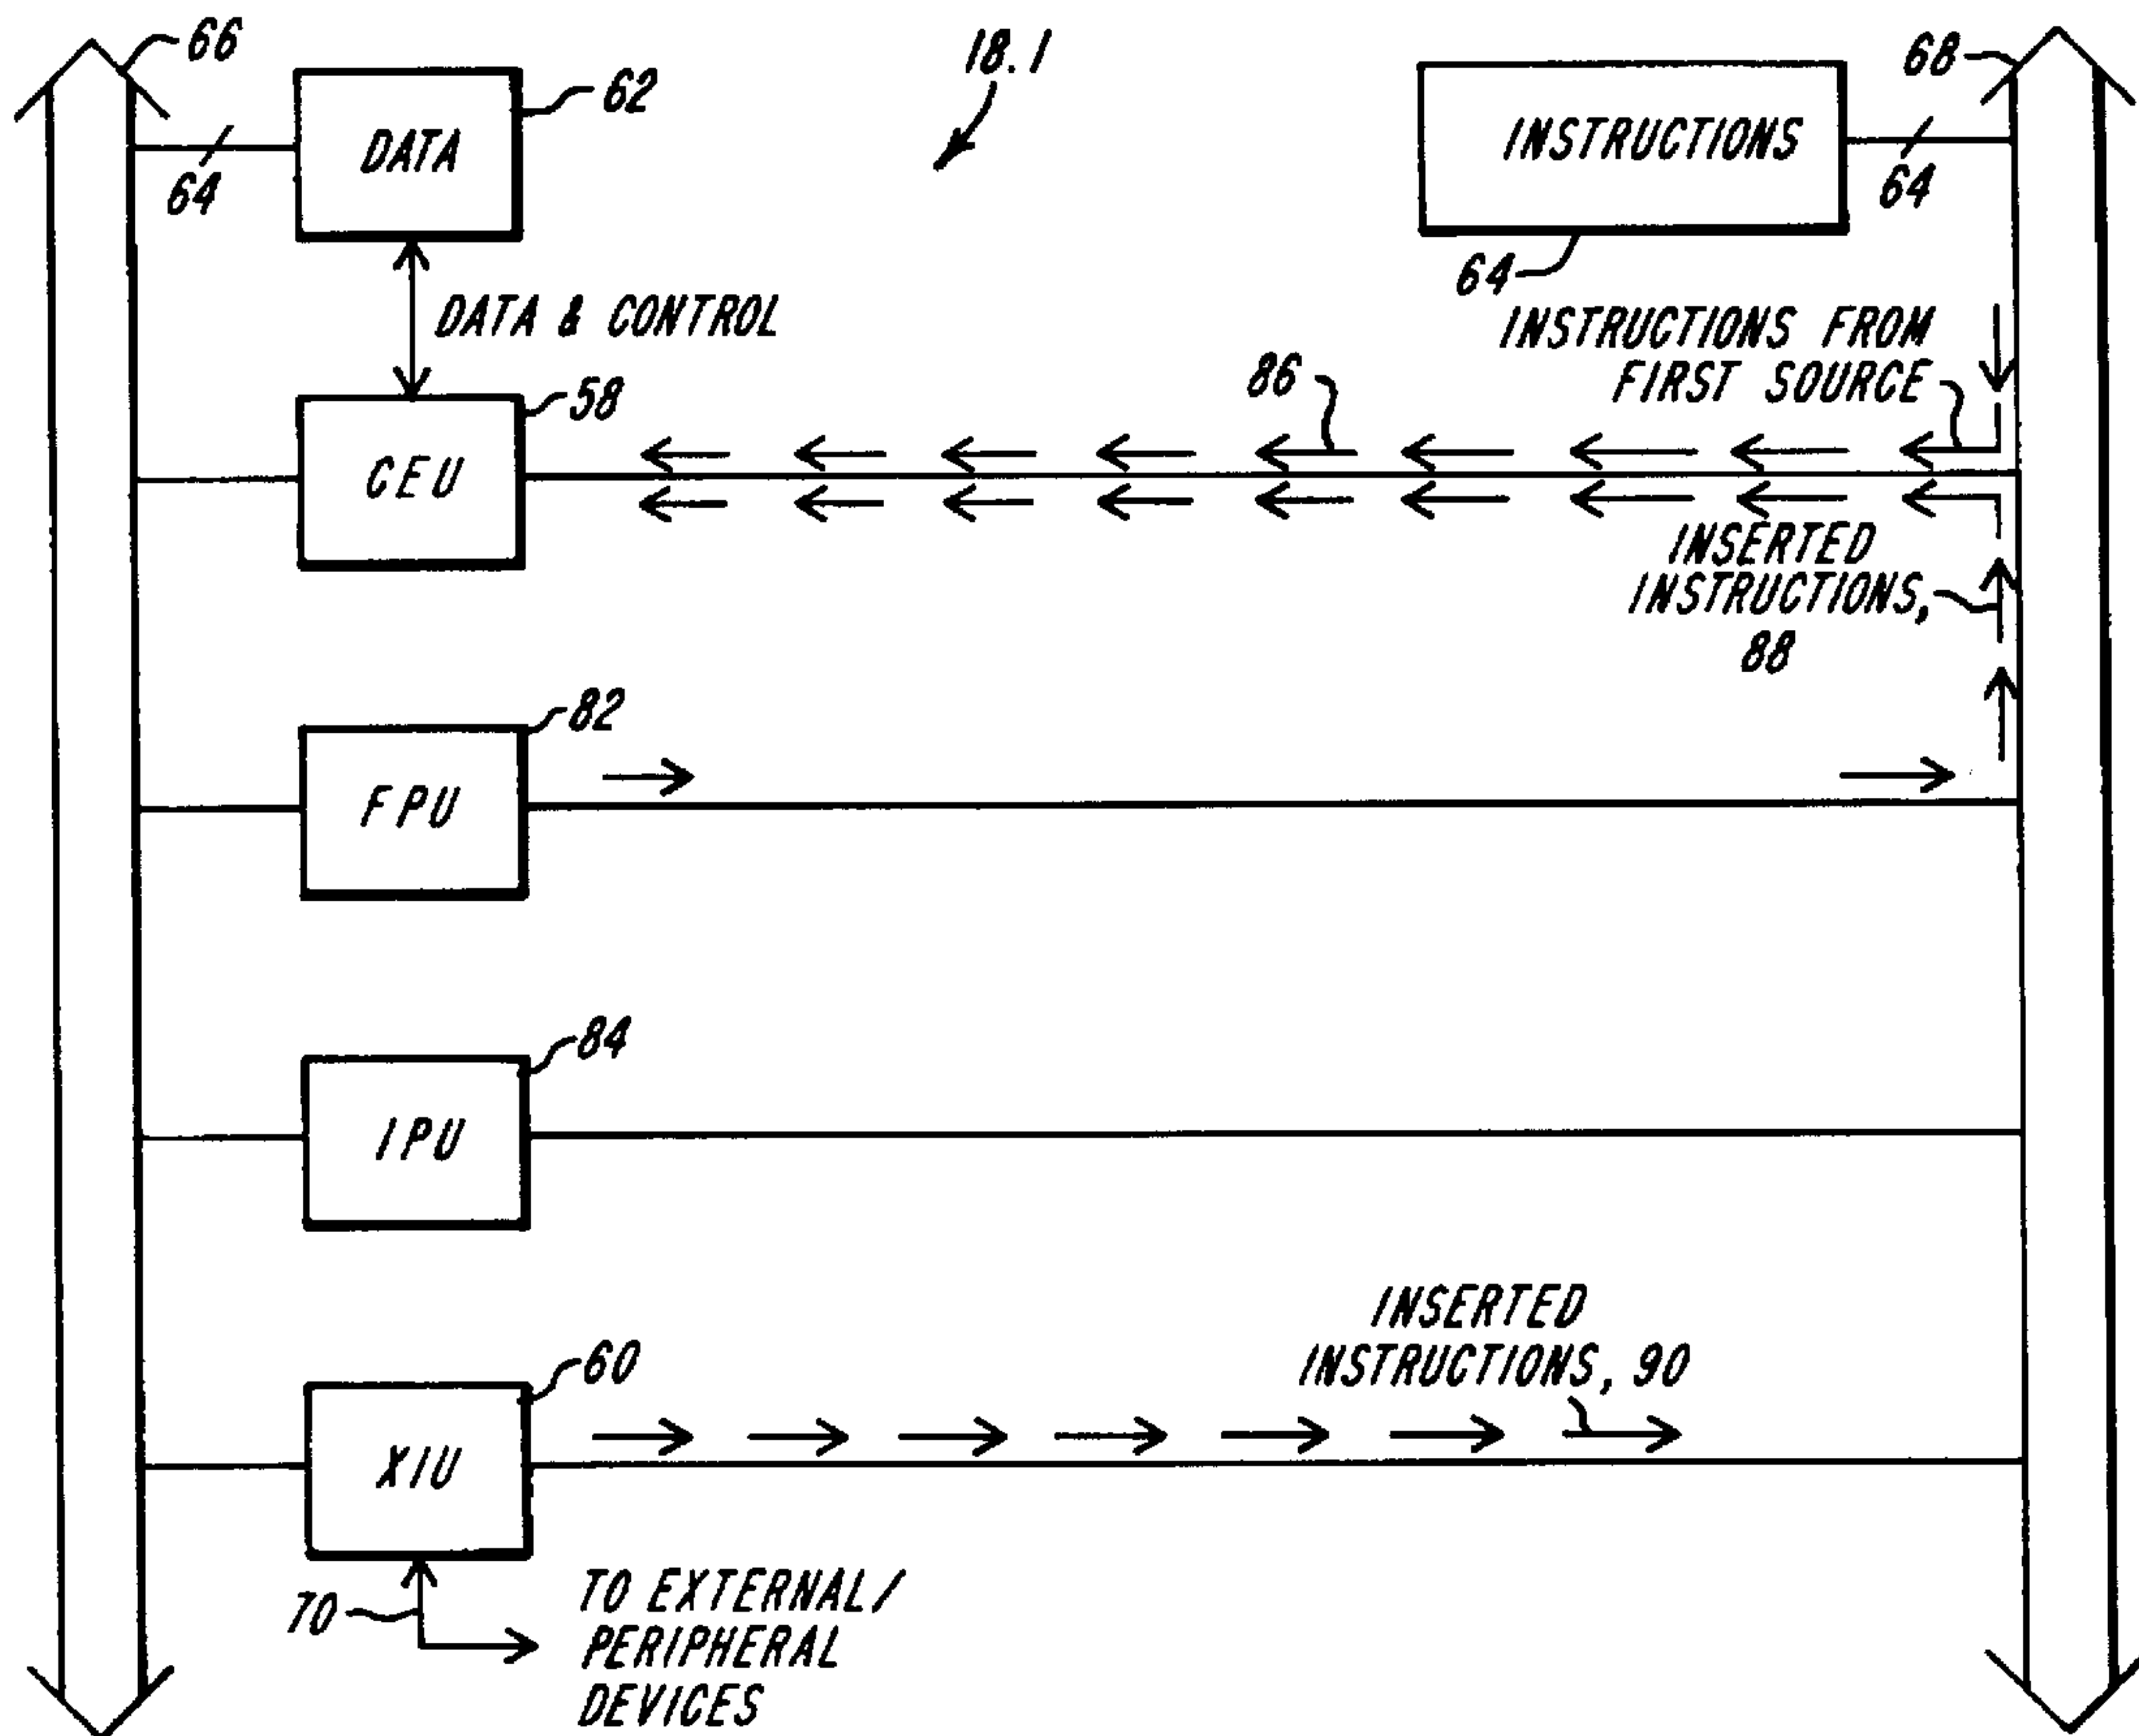 66
62
18.1
68
DATA
INSTRUCTIONS
64
64
64
DATA & CONTROL
INSTRUCTIONS FROM
FIRST SOURCE
86
58
CEU
INSERTED
INSTRUCTIONS,
88
82
FPU
84
IPU
INSERTED
INSTRUCTIONS, 90
60
XIU
70
TO EXTERNAL/
PERIPHERAL
DEVICES